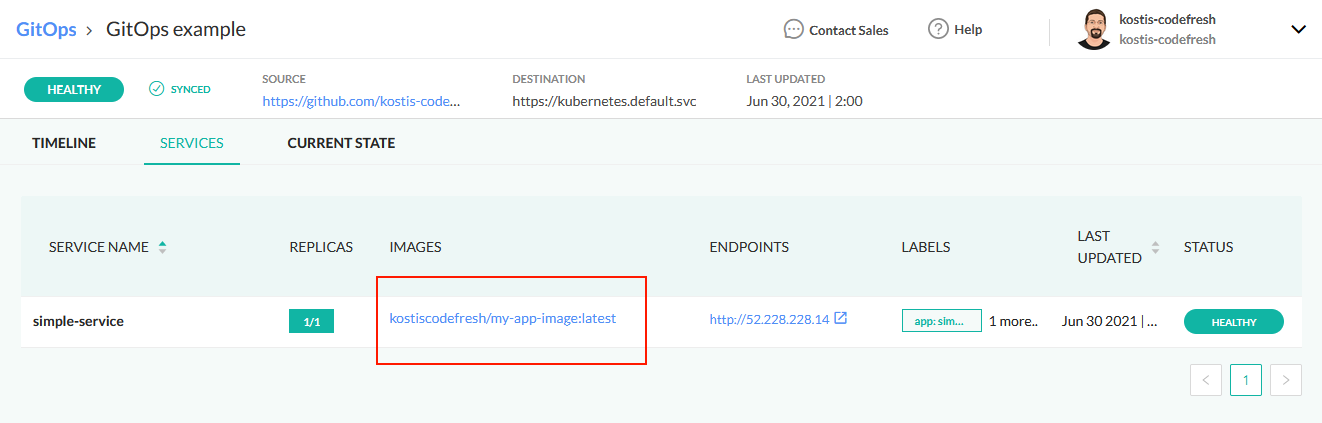 GitOps > GitOps example
Contact Sales
Help
kostis-codefresh
kostis-codefresh
HEALTHY
SYNCED
SOURCE
https://github.com/kostis-code...
DESTINATION
https://kubernetes.default.svc
LAST UPDATED
Jun 30, 2021 | 2:00
TIMELINE
SERVICES
CURRENT STATE
SERVICE NAME
REPLICAS
IMAGES
ENDPOINTS
LABELS
LAST
UPDATED
STATUS
simple-service
1/1
kostiscodefresh/my-app-image:latest
http://52.228.228.14
app: sim...
1 more..
Jun 30 2021 | ...
HEALTHY
< 1 >